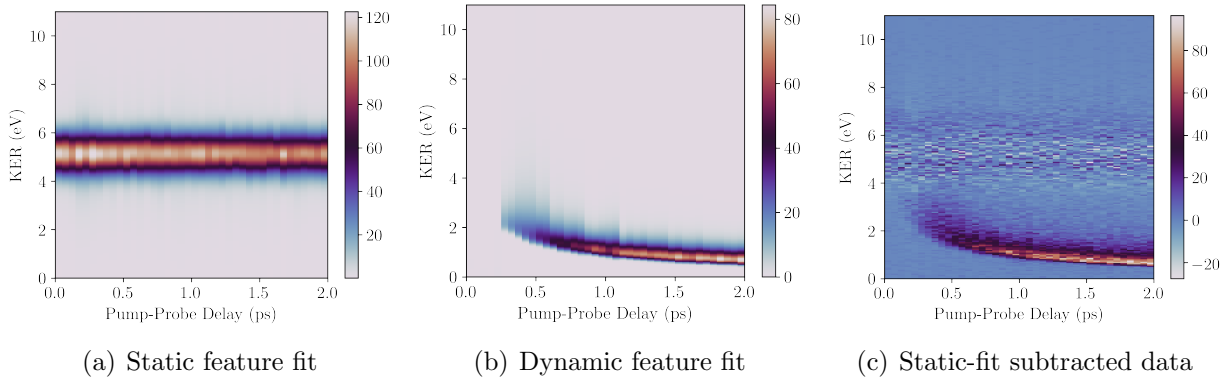 10
8
6
4
2
0
KER (eV)
0.0 0.5 1.0 1.5 2.0
Pump-Probe Delay (ps)
120
100
80
60
40
20
(a) Static feature fit
10
8
6
4
2
0
KER (eV)
0.0 0.5 1.0 1.5 2.0
Pump-Probe Delay (ps)
80
60
40
20
0
(b) Dynamic feature fit
10
8
6
4
2
0
KER (eV)
0.0 0.5 1.0 1.5 2.0
Pump-Probe Delay (ps)
80
60
40
20
0
−20
(c) Static-fit subtracted data